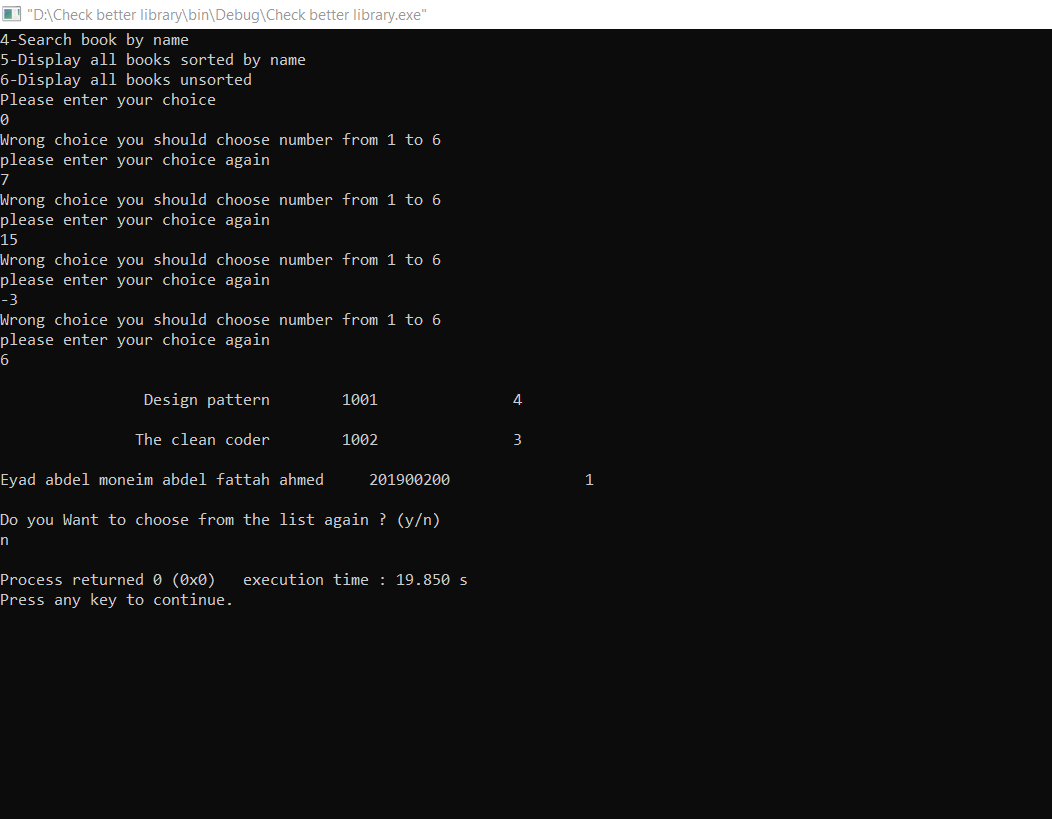 "D:\Check better library\bin\Debug\Check better library.exe"
4-Search book by name
5-Display all books sorted by name
6-Display all books unsorted
Please enter your choice
0
Wrong choice you should choose number from 1 to 6
please enter your choice again
7
Wrong choice you should choose number from 1 to 6
please enter your choice again
15
Wrong choice you should choose number from 1 to 6
please enter your choice again
-3
Wrong choice you should choose number from 1 to 6
please enter your choice again
6
Design pattern 1001 4
The clean coder 1002 3
Eyad abdel moneim abdel fattah ahmed 201900200 1
Do you Want to choose from the list again ? (y/n)
n
Process returned 0 (0x0) execution time : 19.850 s
Press any key to continue.